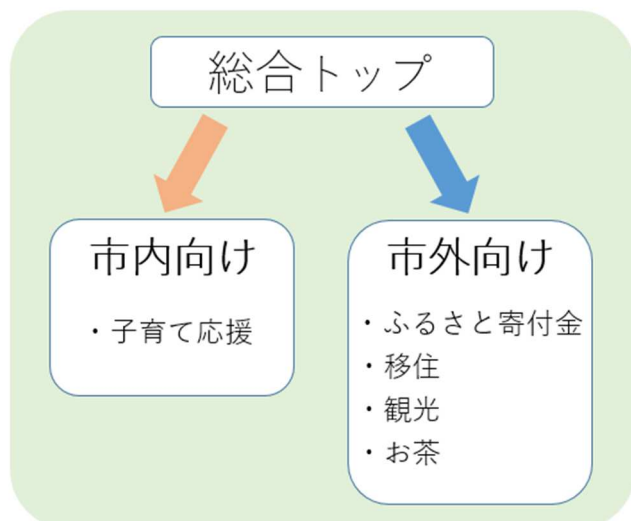 総合トップ
市内向け
・子育て応援
市外向け
・ふるさと寄付金
・移住
・観光
・お茶